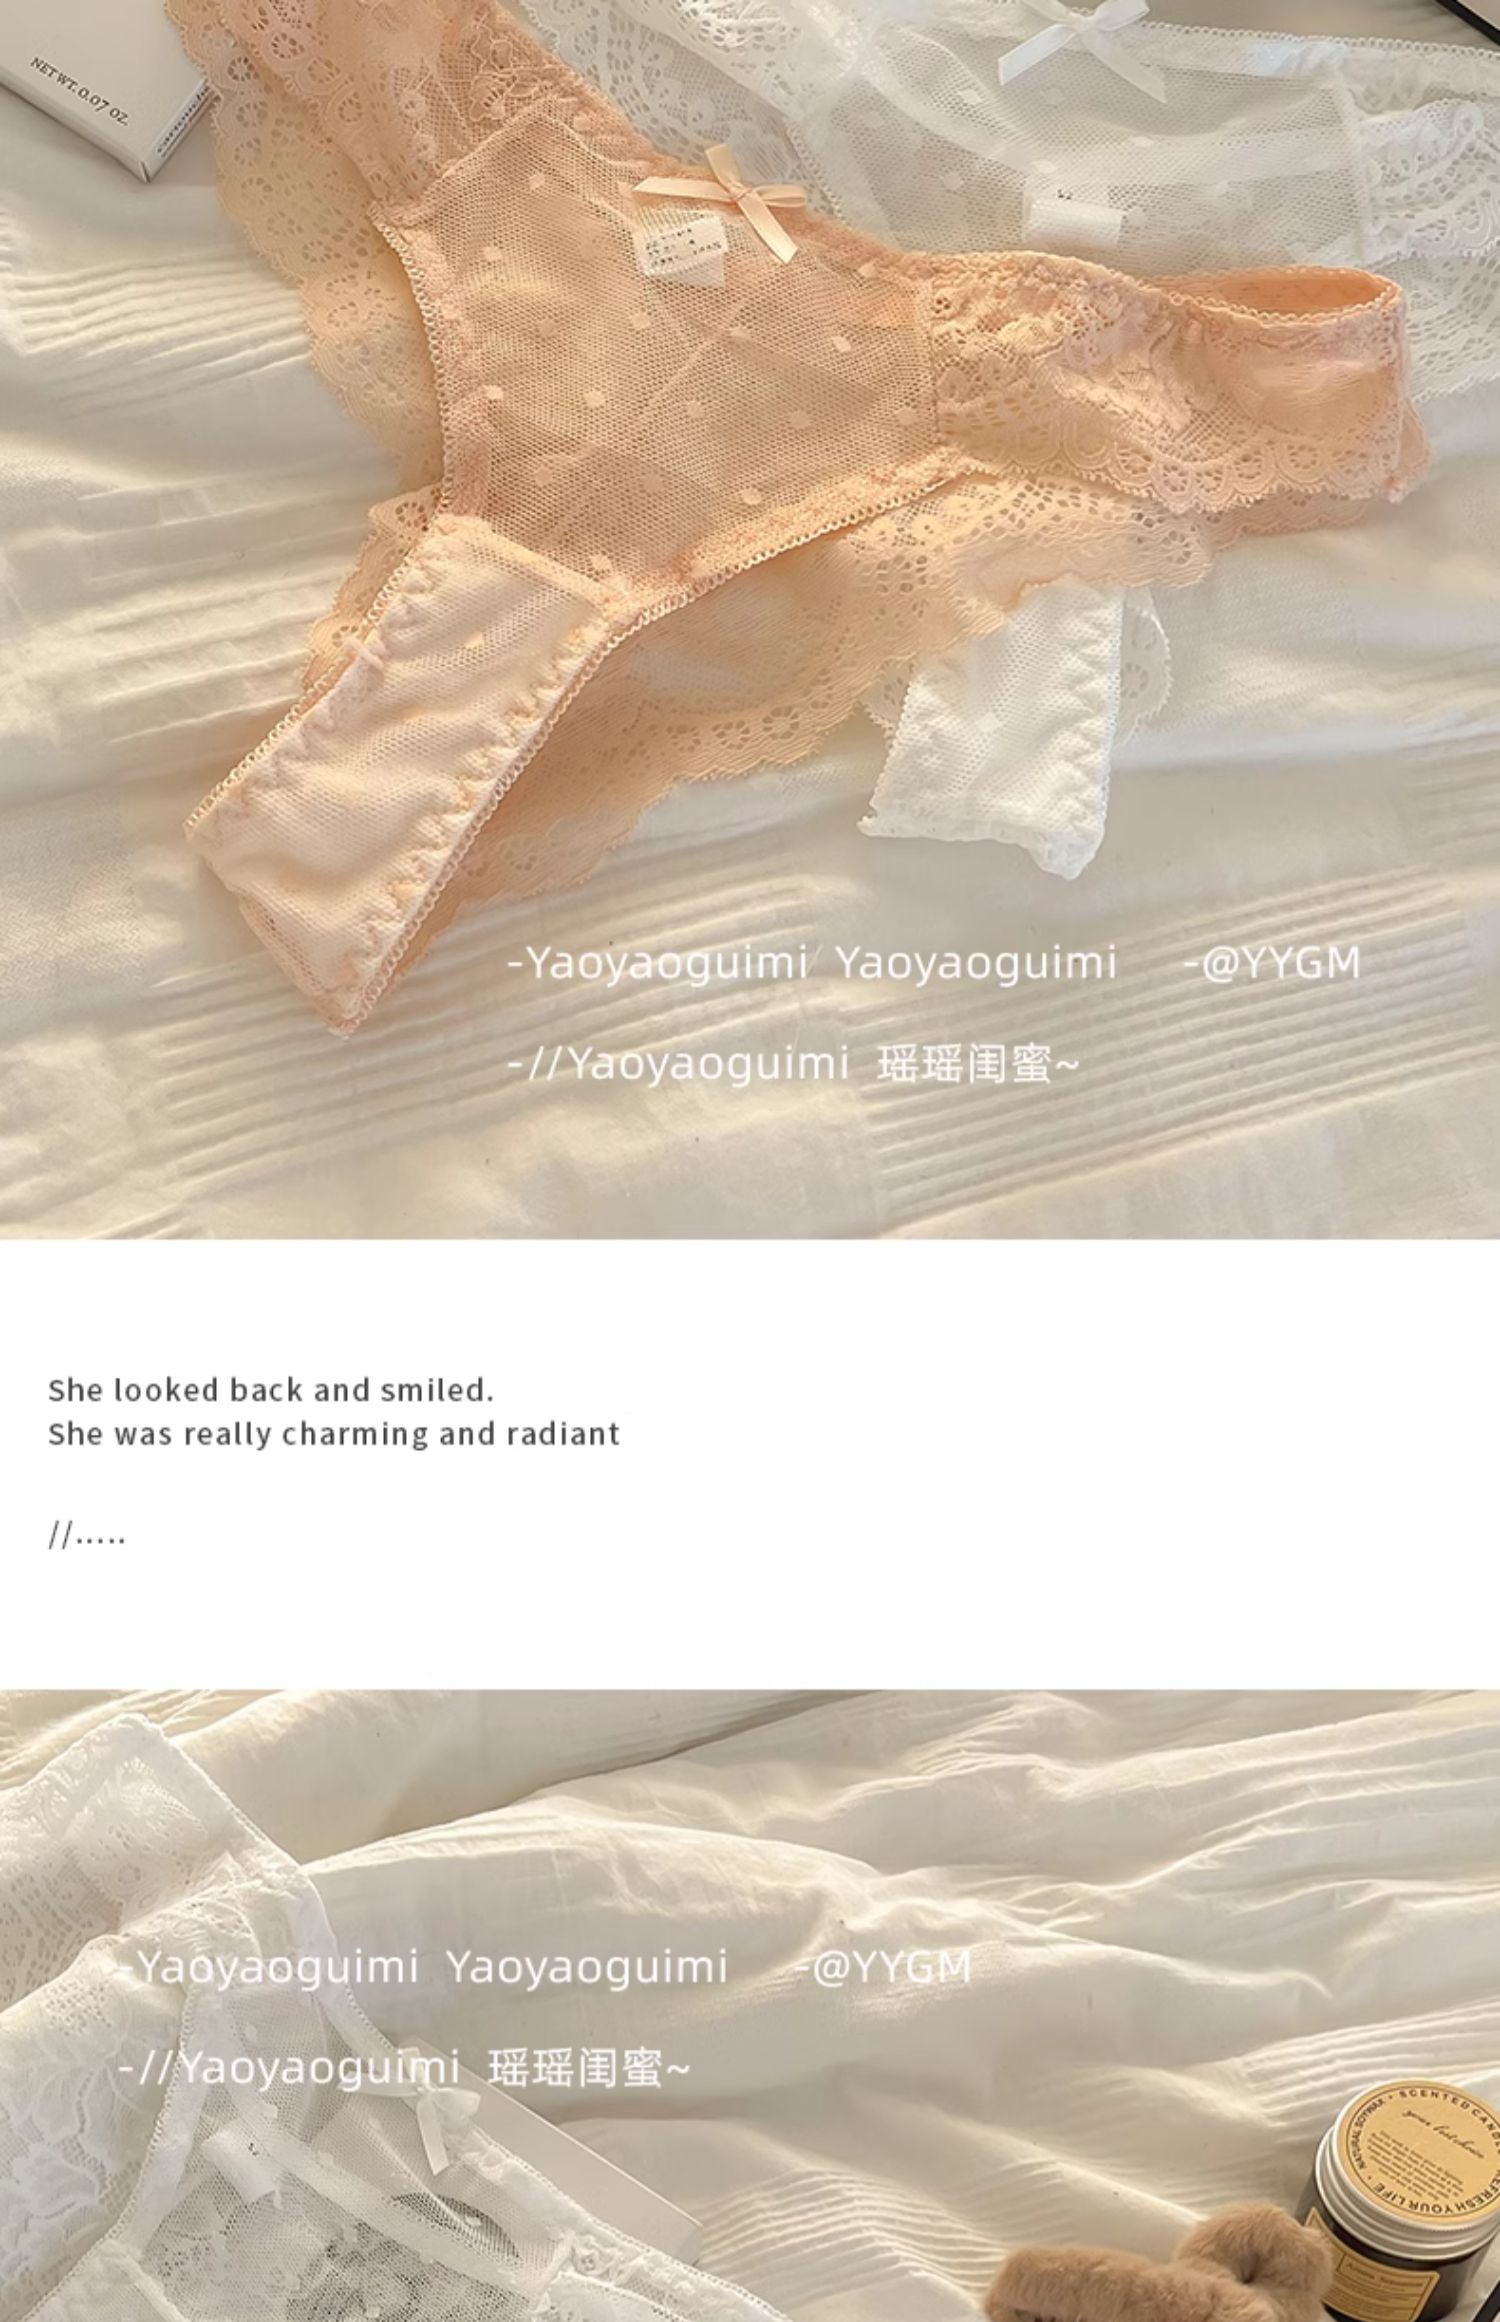 NET WT. 0.07 OZ.
-Yaoyaoguimi Yaoyaoguimi -@YYGM
-//Yaoyaoguimi 瑶瑶闺蜜~
She looked back and smiled.
She was really charming and radiant
//.....
-Yaoyaoguimi Yaoyaoguimi -@YYGM
-//Yaoyaoguimi 瑶瑶闺蜜~
NATURAL SOYWAX • SCENTED CANDLE
REFRESH YOUR LIFE